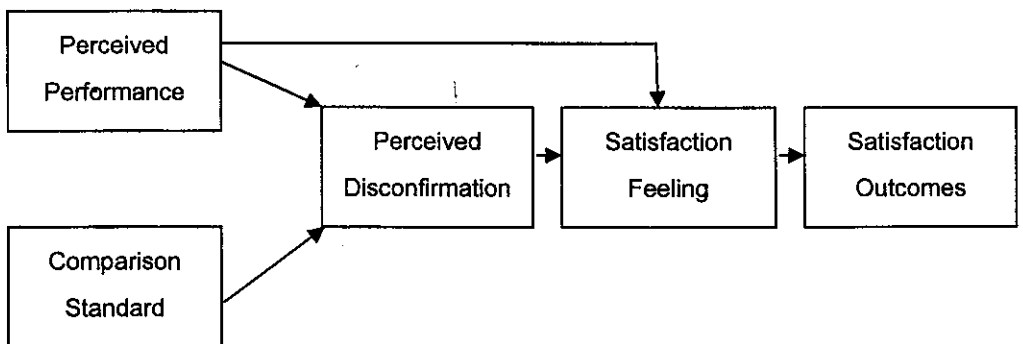 Perceived
Performance
Perceived
Disconfirmation
Satisfaction
Feeling
Satisfaction
Outcomes
Comparison
Standard